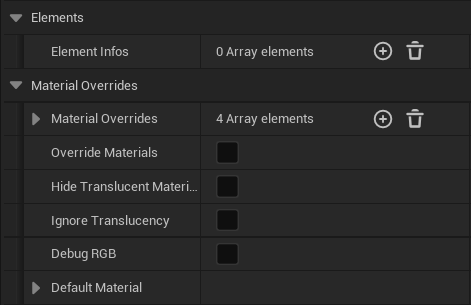 Elements
Element Infos 0 Array elements
Material Overrides
Material Overrides 4 Array elements
Override Materials
Hide Translucent Materi...
Ignore Translucency
Debug RGB
Default Material